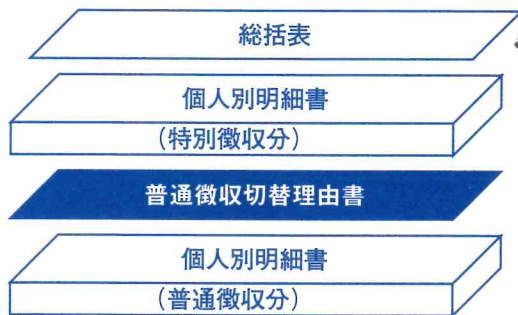 総括表
個人別明細書
(特別徴収分)
普通徴収切替理由書
個人別明細書
(普通徴収分)